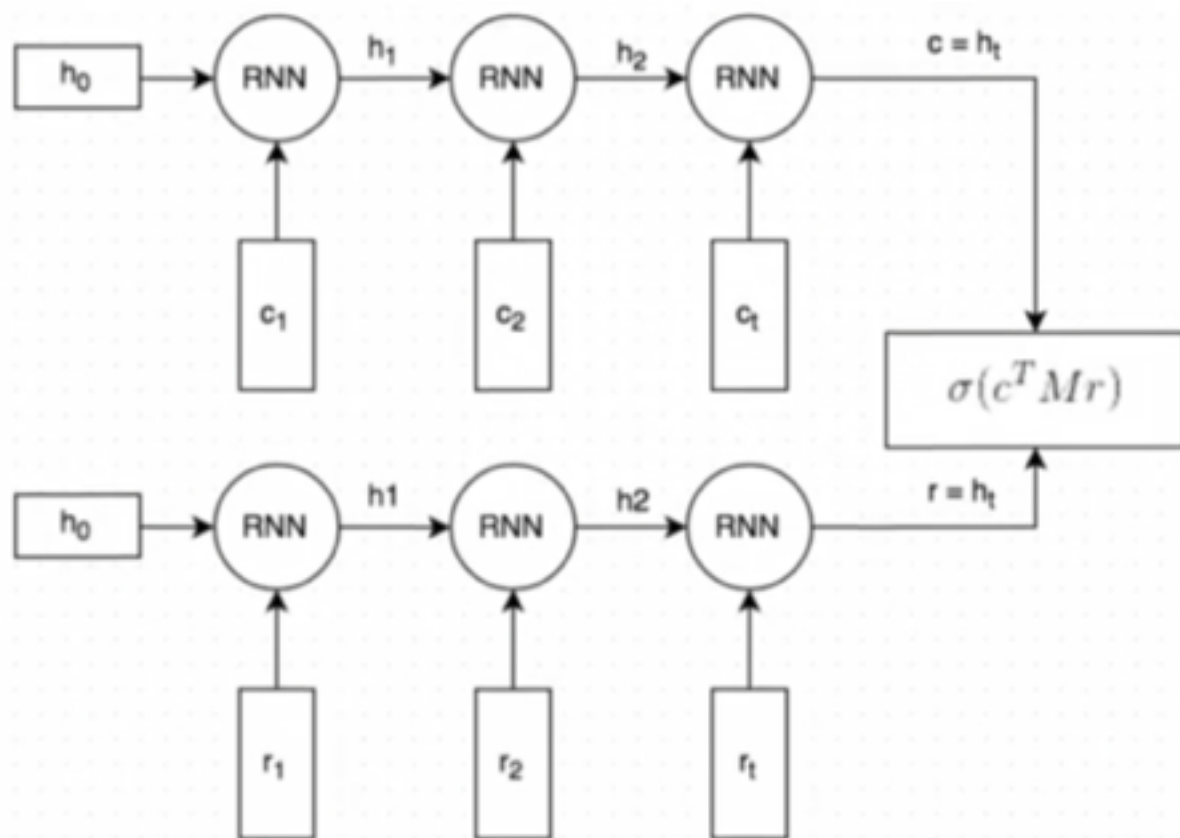 h₁ h₂ c = hₜ
h₀ RNN RNN RNN
c₁ c₂ cₜ
σ(cᵀMr)
h1 h2 r = hₜ
h₀ RNN RNN RNN
r₁ r₂ rₜ